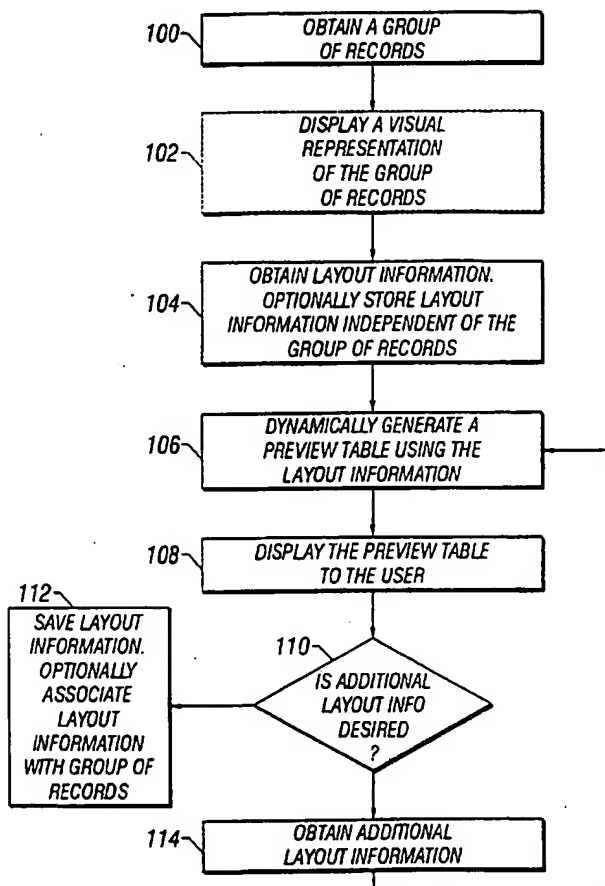 100
OBTAIN A GROUP
OF RECORDS
102
DISPLAY A VISUAL
REPRESENTATION
OF THE GROUP
OF RECORDS
104
OBTAIN LAYOUT INFORMATION.
OPTIONALLY STORE LAYOUT
INFORMATION INDEPENDENT OF THE
GROUP OF RECORDS
106
DYNAMICALLY GENERATE A
PREVIEW TABLE USING THE
LAYOUT INFORMATION
108
DISPLAY THE PREVIEW TABLE
TO THE USER
110
IS ADDITIONAL
LAYOUT INFO
DESIRED
?
112
SAVE LAYOUT
INFORMATION.
OPTIONALLY
ASSOCIATE
LAYOUT
INFORMATION
WITH GROUP OF
RECORDS
114
OBTAIN ADDITIONAL
LAYOUT INFORMATION